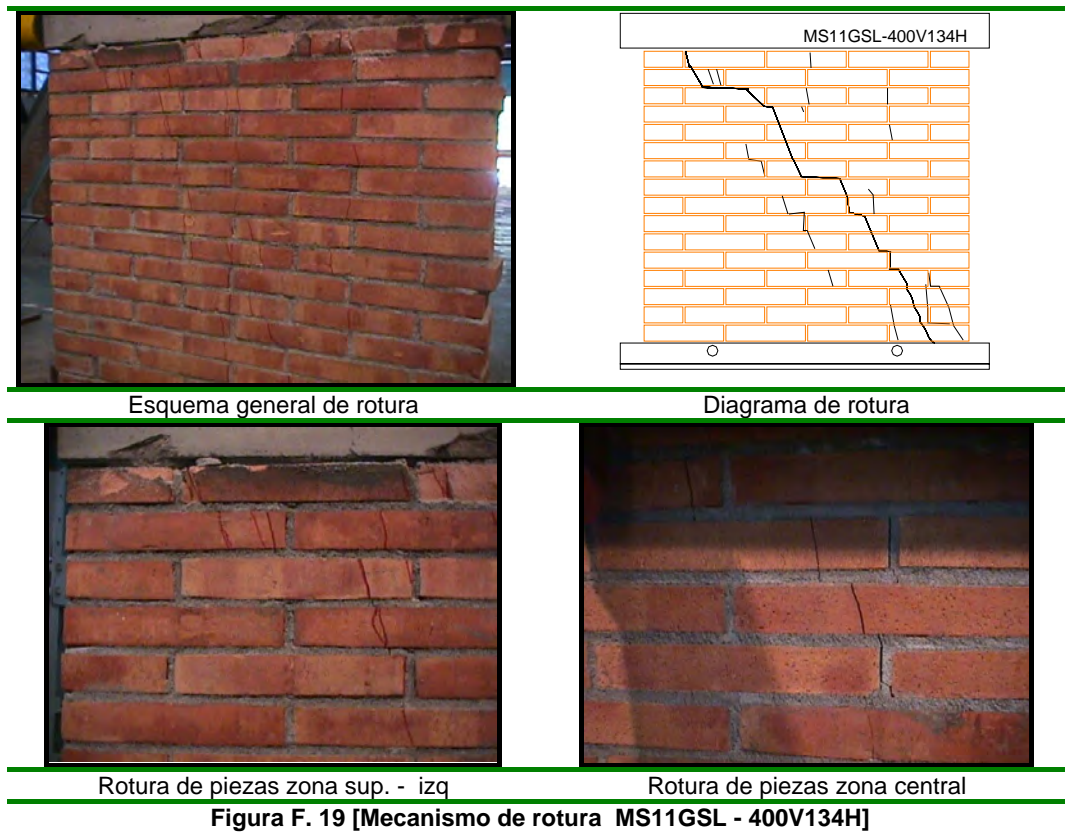 MS11GSL-400V134H
Esquema general de rotura
Diagrama de rotura
Rotura de piezas zona sup. - izq
Rotura de piezas zona central
Figura F. 19 [Mecanismo de rotura MS11GSL - 400V134H]